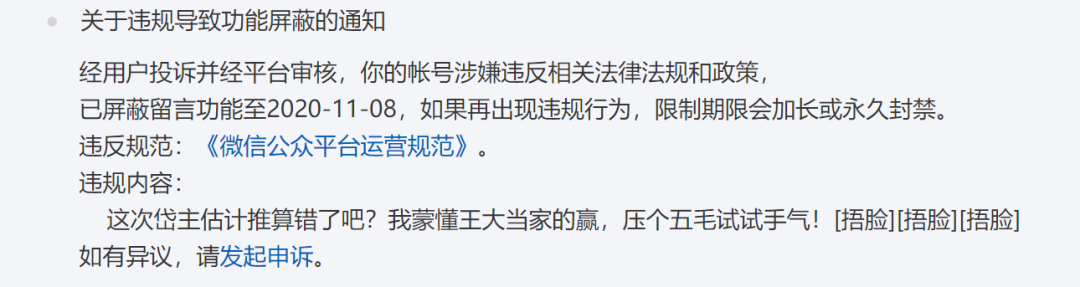 关于违规导致功能屏蔽的通知
经用户投诉并经平台审核，你的帐号涉嫌违反相关法律法规和政策，
已屏蔽留言功能至2020-11-08，如果再出现违规行为，限制期限会加长或永久封禁。
违反规范：《微信公众平台运营规范》。
违规内容：
这次岱主估计推算错了吧？我蒙懂王大当家的赢，压个五毛试试手气！[捂脸][捂脸][捂脸]
如有异议，请发起申诉。